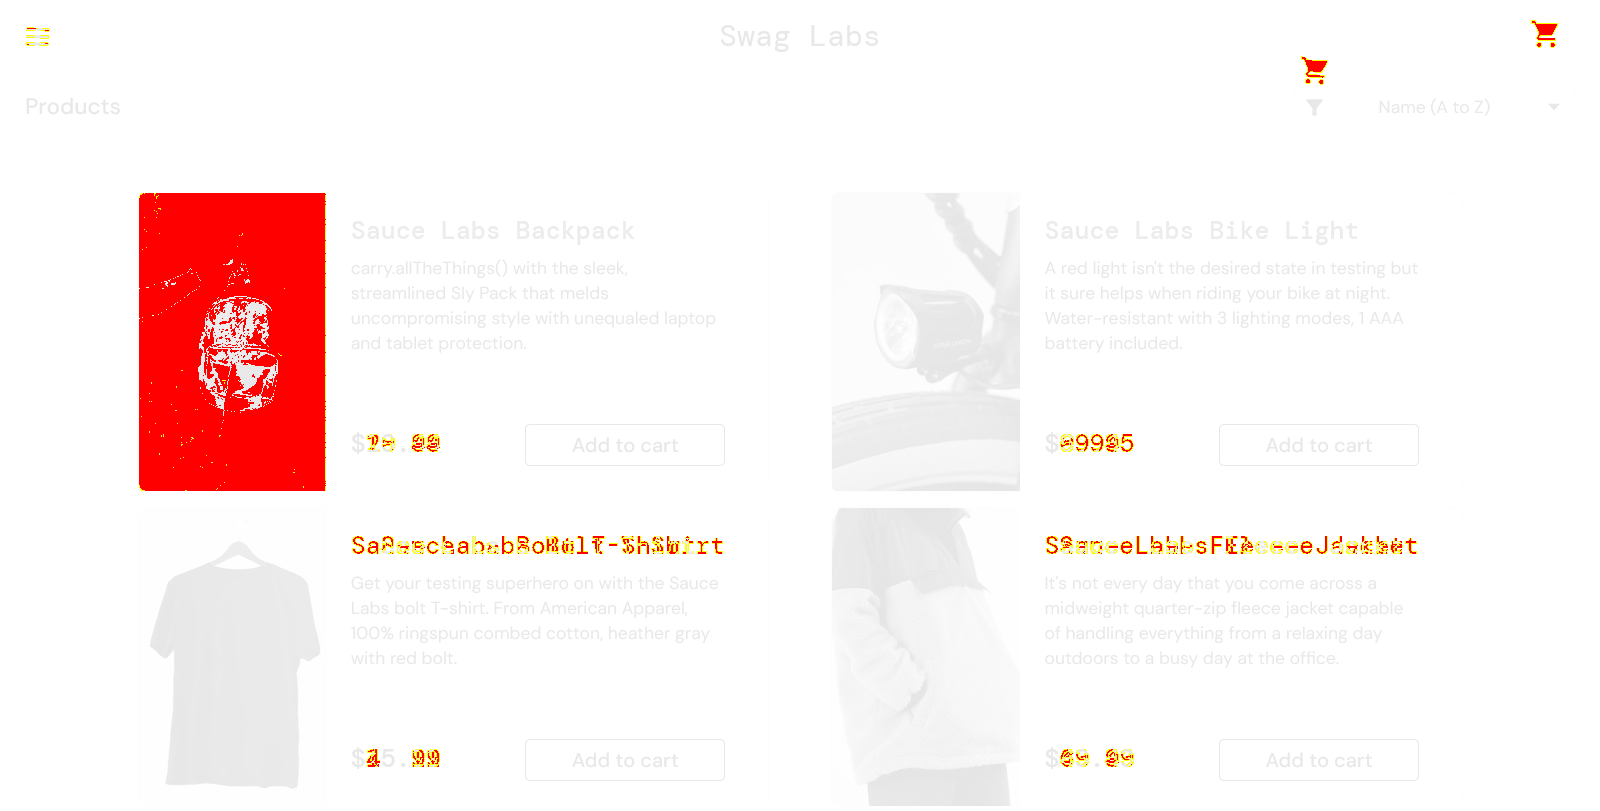 Swag Labs
Products
Name (A to Z)
Sauce Labs Backpack
carry.allTheThings() with the sleek,
streamlined Sly Pack that melds
uncompromising style with unequaled laptop
and tablet protection.
Add to cart
Sauce Labs Bike Light
A red light isn't the desired state in testing but
it sure helps when riding your bike at night.
Water-resistant with 3 lighting modes, 1 AAA
battery included.
Add to cart
Get your testing superhero on with the Sauce
Labs bolt T-shirt. From American Apparel,
100% ringspun combed cotton, heather gray
with red bolt.
Add to cart
It's not every day that you come across a
midweight quarter-zip fleece jacket capable
of handling everything from a relaxing day
outdoors to a busy day at the office.
Add to cart